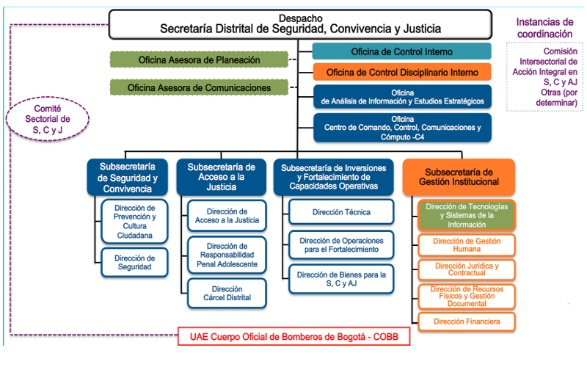 Despacho
Secretaría Distrital de Seguridad, Convivencia y Justicia
Instancias de
coordinación
Comisión
Intersectorial de
Acción Integral en
S, C y AJ
Otras (por
determinar)
Oficina de Control Interno
Oficina Asesora de Planeación
Oficina de Control Disciplinario Interno
Oficina Asesora de Comunicaciones
Oficina
de Análisis de Información y Estudios Estratégicos
Oficina
Centro de Comando, Control, Comunicaciones y
Cómputo -C4
Comité
Sectorial de
S, C y J
Subsecretaría
de Seguridad y
Convivencia
Dirección de
Prevención y
Cultura
Ciudadana
Dirección de
Seguridad
Subsecretaría de
Acceso a la
Justicia
Dirección de
Acceso a la Justicia
Dirección de
Responsabilidad
Penal Adolescente
Dirección
Cárcel Distrital
Subsecretaría de Inversiones
y Fortalecimiento de
Capacidades Operativas
Dirección Técnica
Dirección de Operaciones
para el Fortalecimiento
Dirección de Bienes para la
S, C y AJ
Subsecretaría de
Gestión Institucional
Dirección de Tecnologías
y Sistemas de la
Información
Dirección de Gestión
Humana
Dirección Jurídica y
Contractual
Dirección de Recursos
Físicos y Gestión
Documental
Dirección Financiera
UAE Cuerpo Oficial de Bomberos de Bogotá - COBB